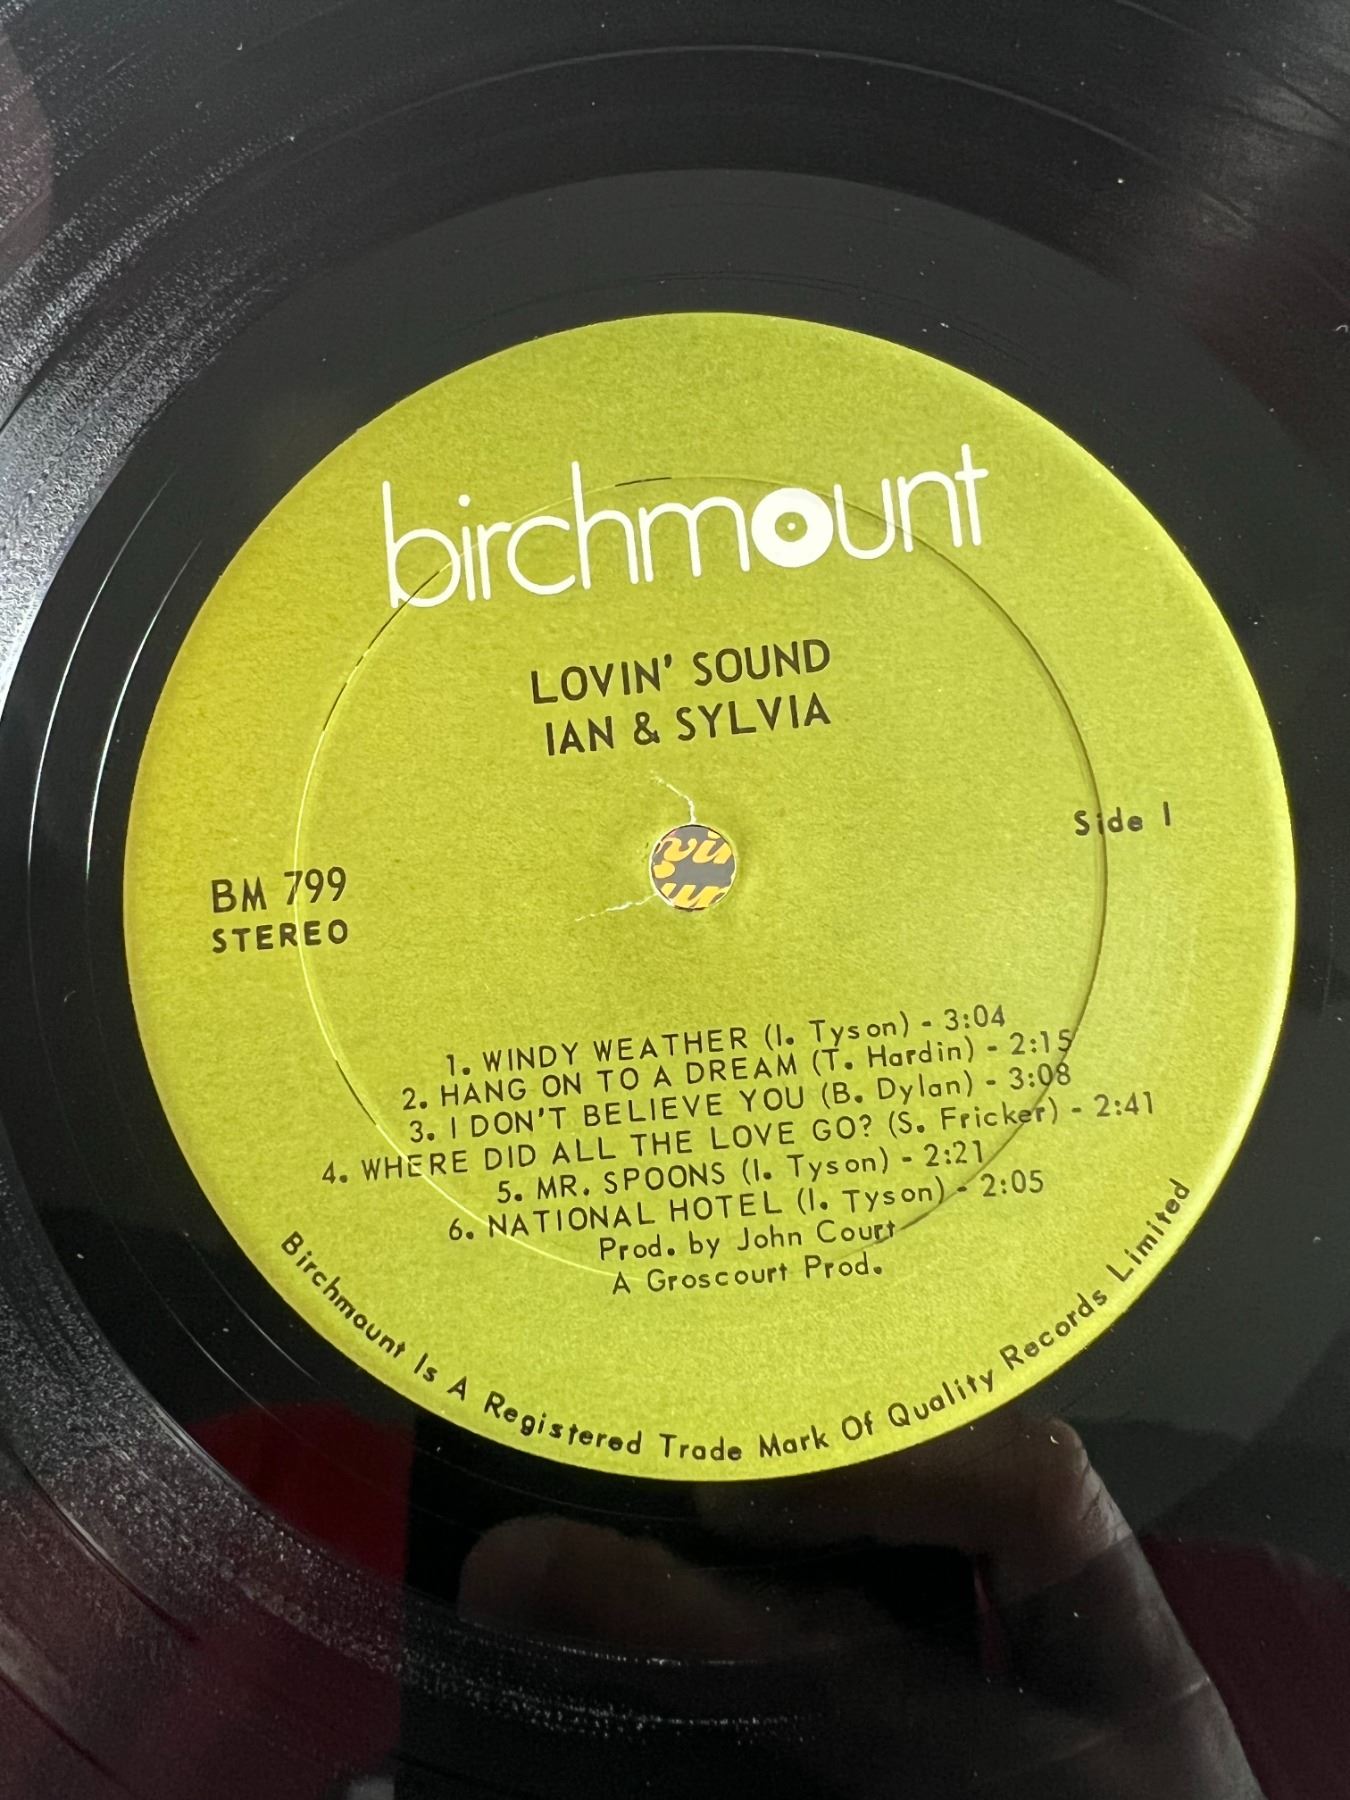 birchmount
LOVIN' SOUND
IAN & SYLVIA
Side 1
BM 799
STEREO
1. WINDY WEATHER (I. Tyson) - 3:04
2. HANG ON TO A DREAM (T. Hardin) - 2:15
3. I DON'T BELIEVE YOU (B. Dylan) - 3:08
4. WHERE DID ALL THE LOVE GO? (S. Fricker) - 2:41
5. MR. SPOONS (I. Tyson) - 2:21
6. NATIONAL HOTEL (I. Tyson) - 2:05
Prod. by John Court
A Groscourt Prod.
Birchmount Is A Registered Trade Mark Of Quality Records Limited